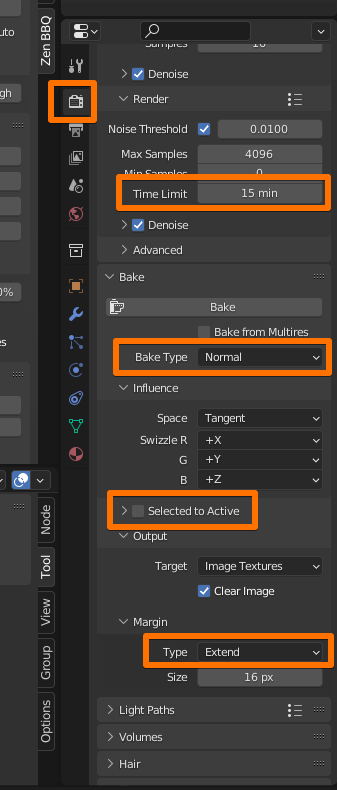 Auto
Zen BBQ
Samples 16
Denoise
gh
Render
Noise Threshold 0.0100
Max Samples 4096
Min Samples 0
Time Limit 15 min
Denoise
Advanced
Bake
0%
Bake
Bake from Multires
es
Bake Type Normal
Influence
Space Tangent
Swizzle R +X
G +Y
B +Z
Selected to Active
Node
Output
Target Image Textures
Tool
Clear Image
View
Margin
Type Extend
Group
Size 16 px
Options
Light Paths
Volumes
Hair